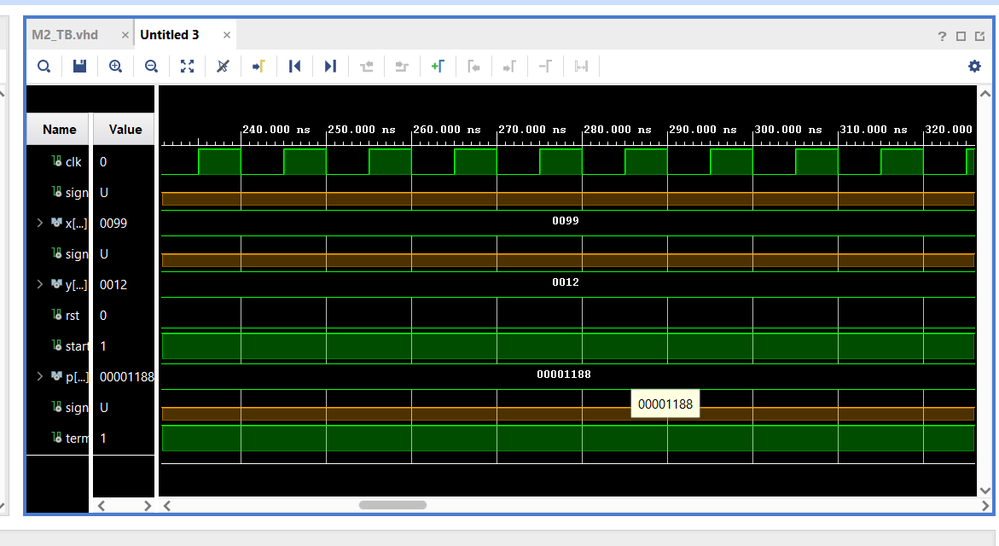 M2_TB.vhd × Untitled 3 ×
?
Name Value
240.000 ns 250.000 ns 260.000 ns 270.000 ns 280.000 ns 290.000 ns 300.000 ns 310.000 ns 320.000
clk 0
sign U
x[...] 0099 0099
sign U
y[...] 0012 0012
rst 0
start 1
p[...] 00001188 00001188
00001188
sign U
term 1